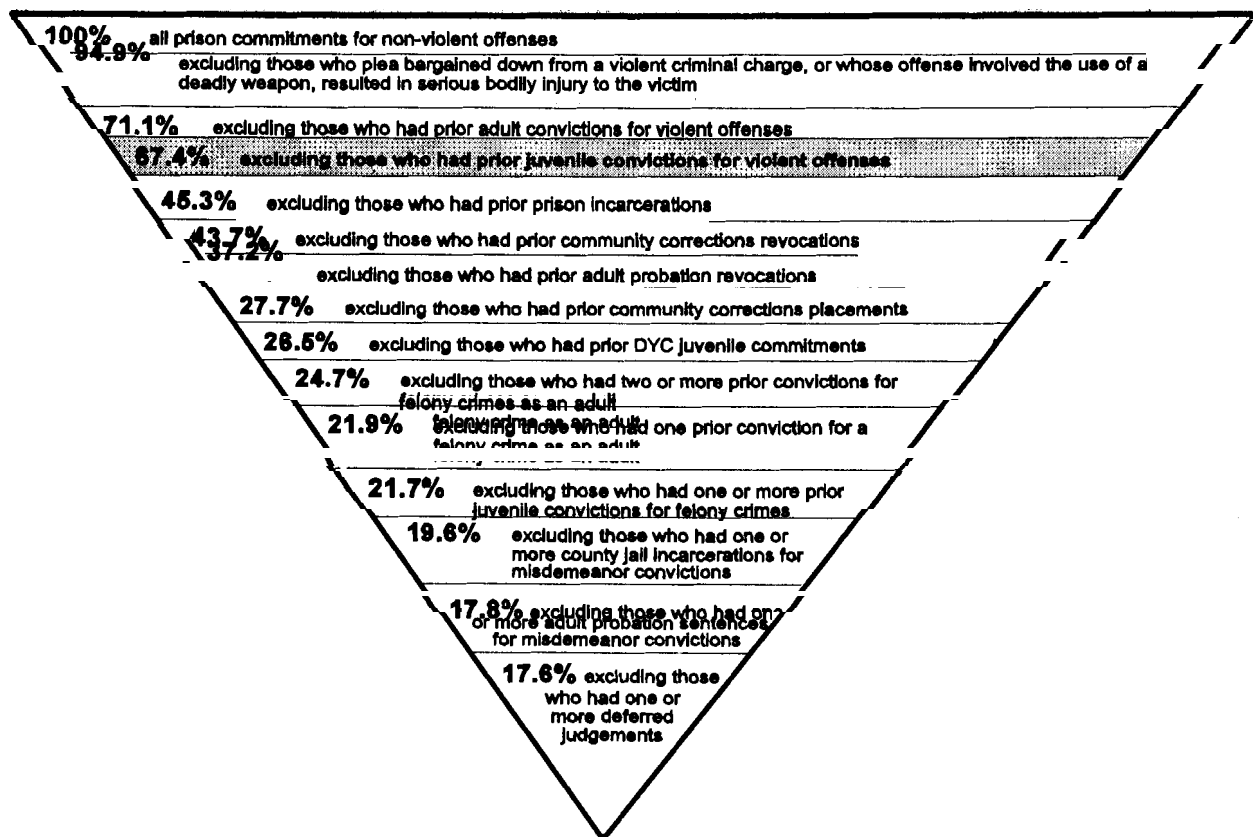 100% all prison commitments for non-violent offenses
94.9% excluding those who plea bargained down from a violent criminal charge, or whose offense involved the use of a
deadly weapon, resulted in serious bodily injury to the victim
71.1% excluding those who had prior adult convictions for violent offenses
67.4% excluding those who had prior juvenile convictions for violent offenses
45.3% excluding those who had prior prison incarcerations
43.7% excluding those who had prior community corrections revocations
37.2%
excluding those who had prior adult probation revocations
27.7% excluding those who had prior community corrections placements
26.5% excluding those who had prior DYC juvenile commitments
24.7% excluding those who had two or more prior convictions for
felony crimes as an adult
felony crime as an adult
21.9% excluding those who had one prior conviction for a
felony crime as an adult
felony crime as an adult
21.7% excluding those who had one or more prior
juvenile convictions for felony crimes
19.6% excluding those who had one or
more county jail incarcerations for
misdemeanor convictions
17.8% excluding those who had one
or more adult probation sentences
for misdemeanor convictions
17.6% excluding those
who had one or
more deferred
judgements